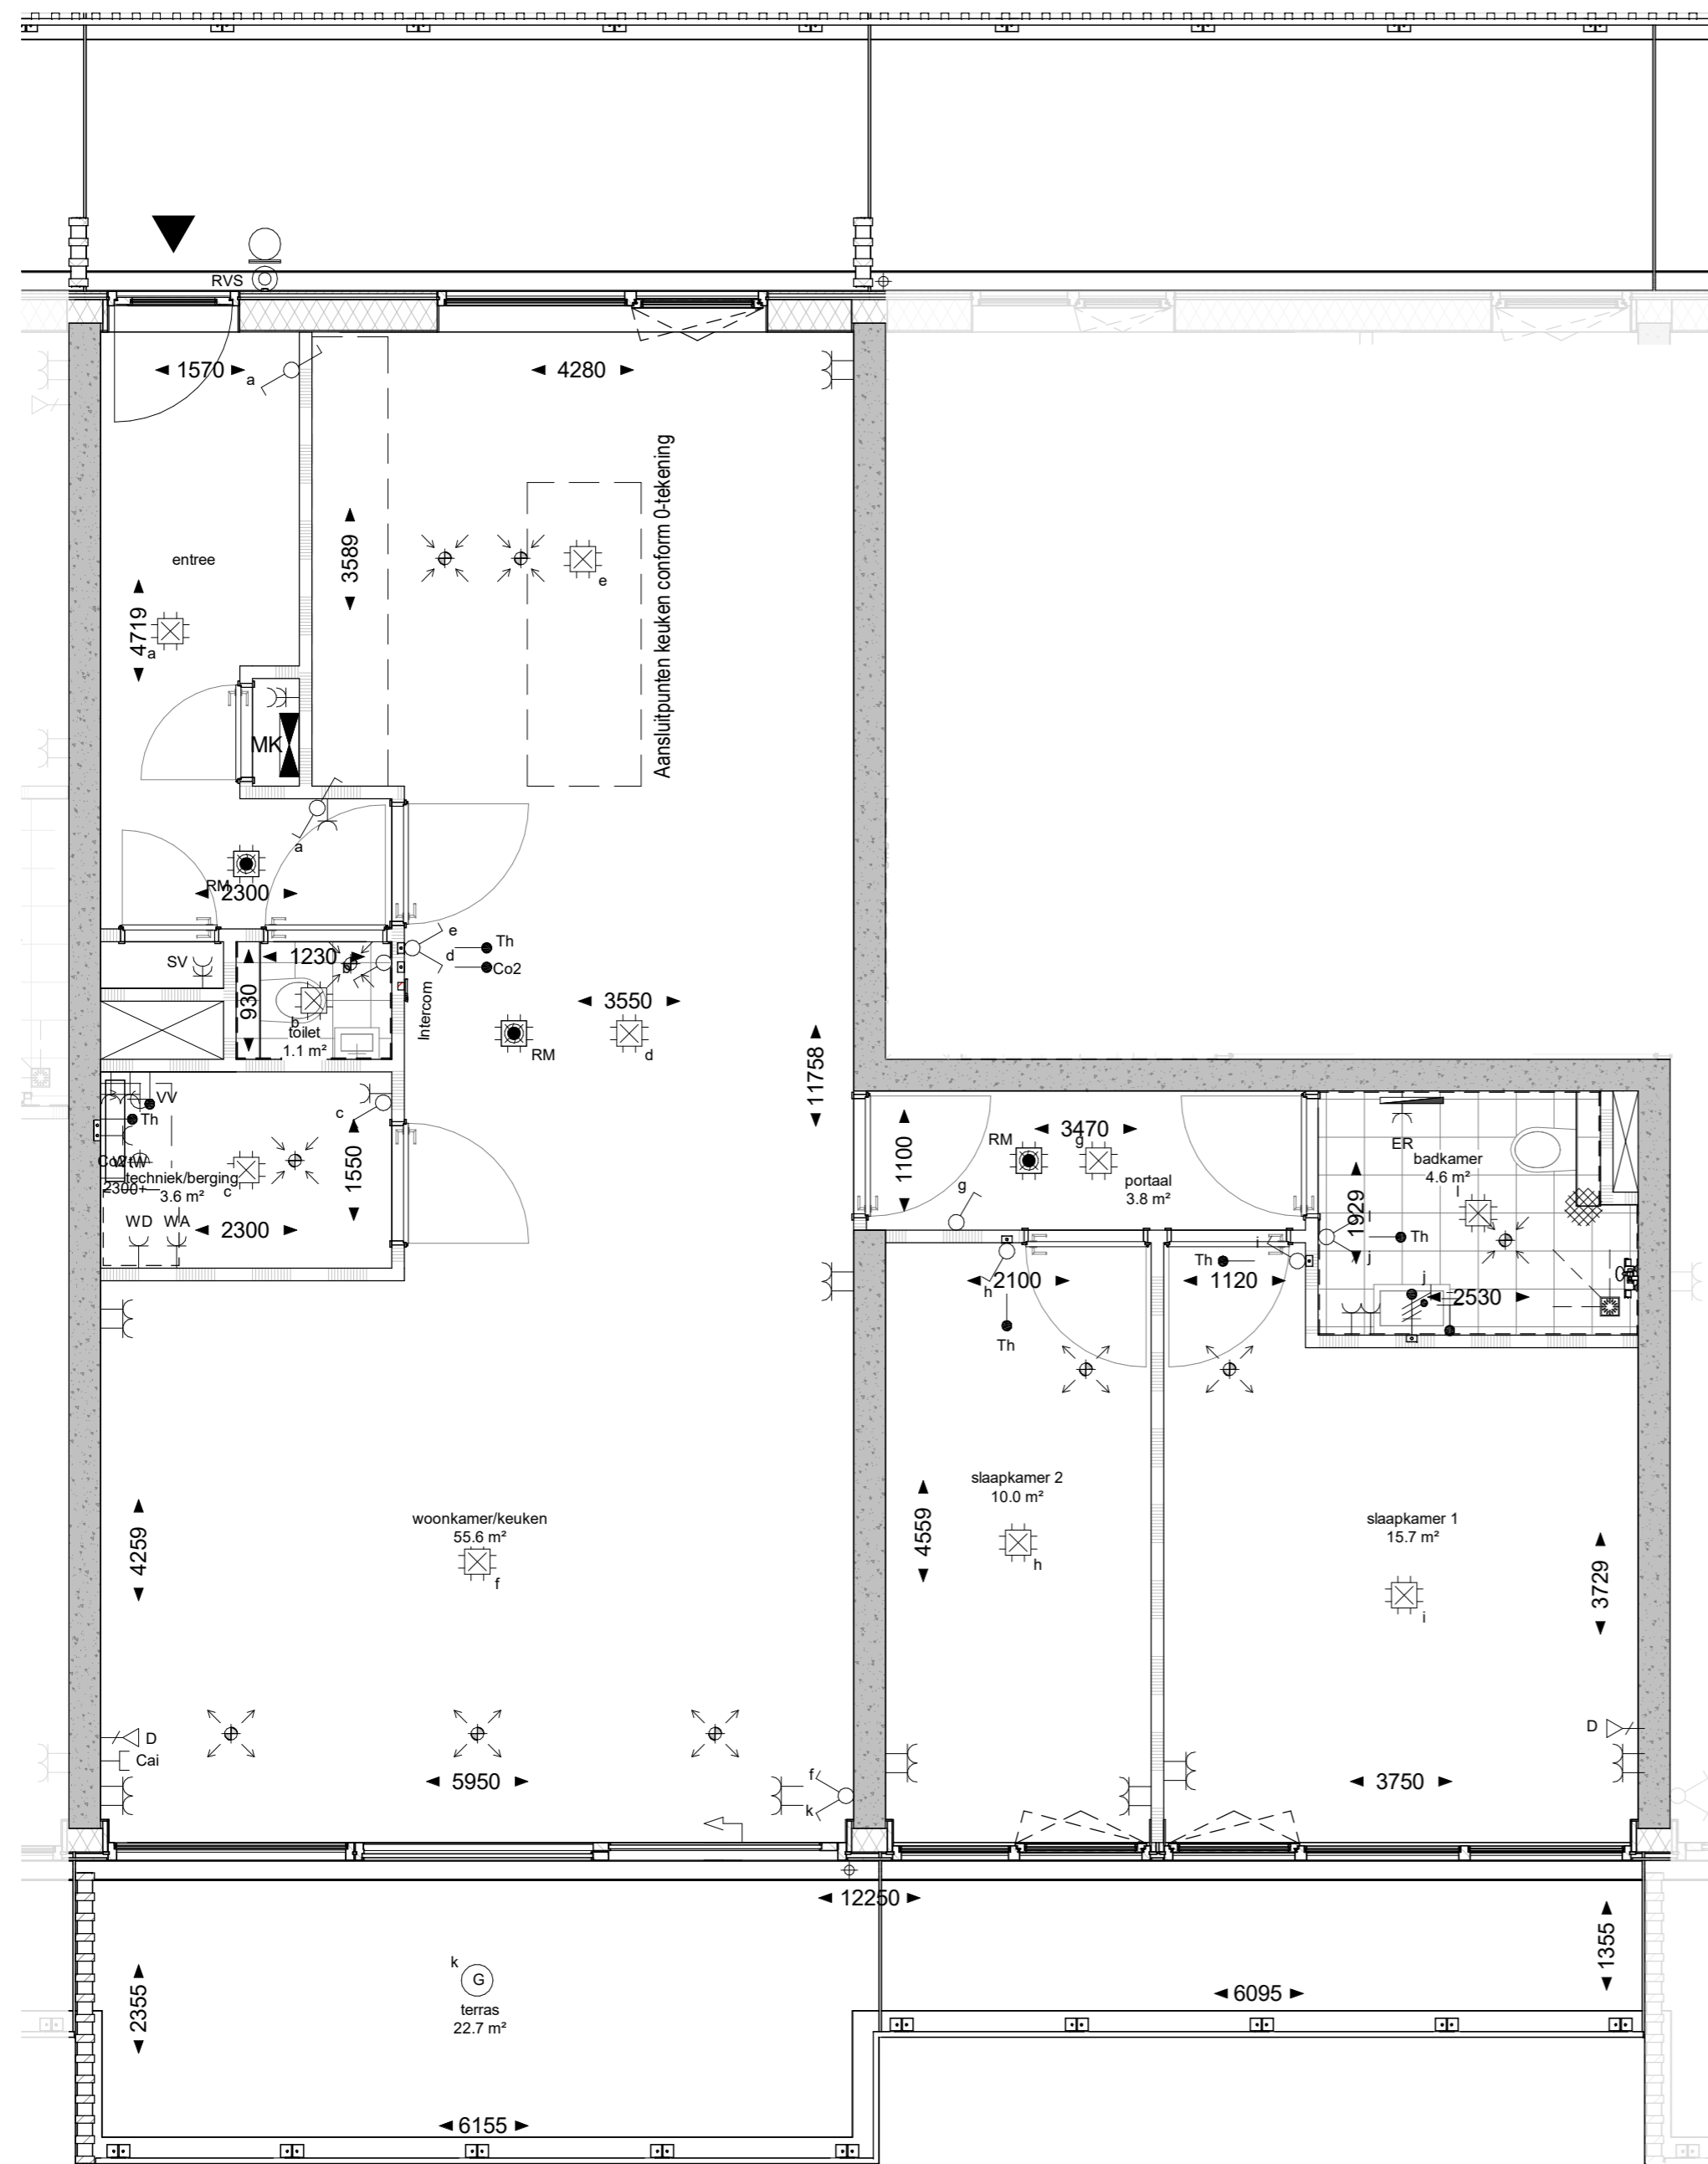 RVS
1570
a
4280
3589
Aansluitpunten keuken conform 0-tekening
entree
e
4719
a
MK
a
RM
2300
e
d
Th
Co2
SV
1230
b
930
b
toilet
1.1 m²
Intercom
3550
RM
d
11758
VV
Th
c
1550
techniek/berging
3.6 m²
c
2300+
WD
WA
2300
1100
RM
3470
g
g
portaal
3.8 m²
ER
badkamer
4.6 m²
l
1929
l
j
Th
i
Th
2100
h
Th
1120
j
2530
slaapkamer 2
10.0 m²
h
4559
woonkamer/keuken
55.6 m²
f
4259
slaapkamer 1
15.7 m²
i
3729
D
Cai
5950
f
k
D
3750
12250
1355
k
G
terras
22.7 m²
2355
6095
6155